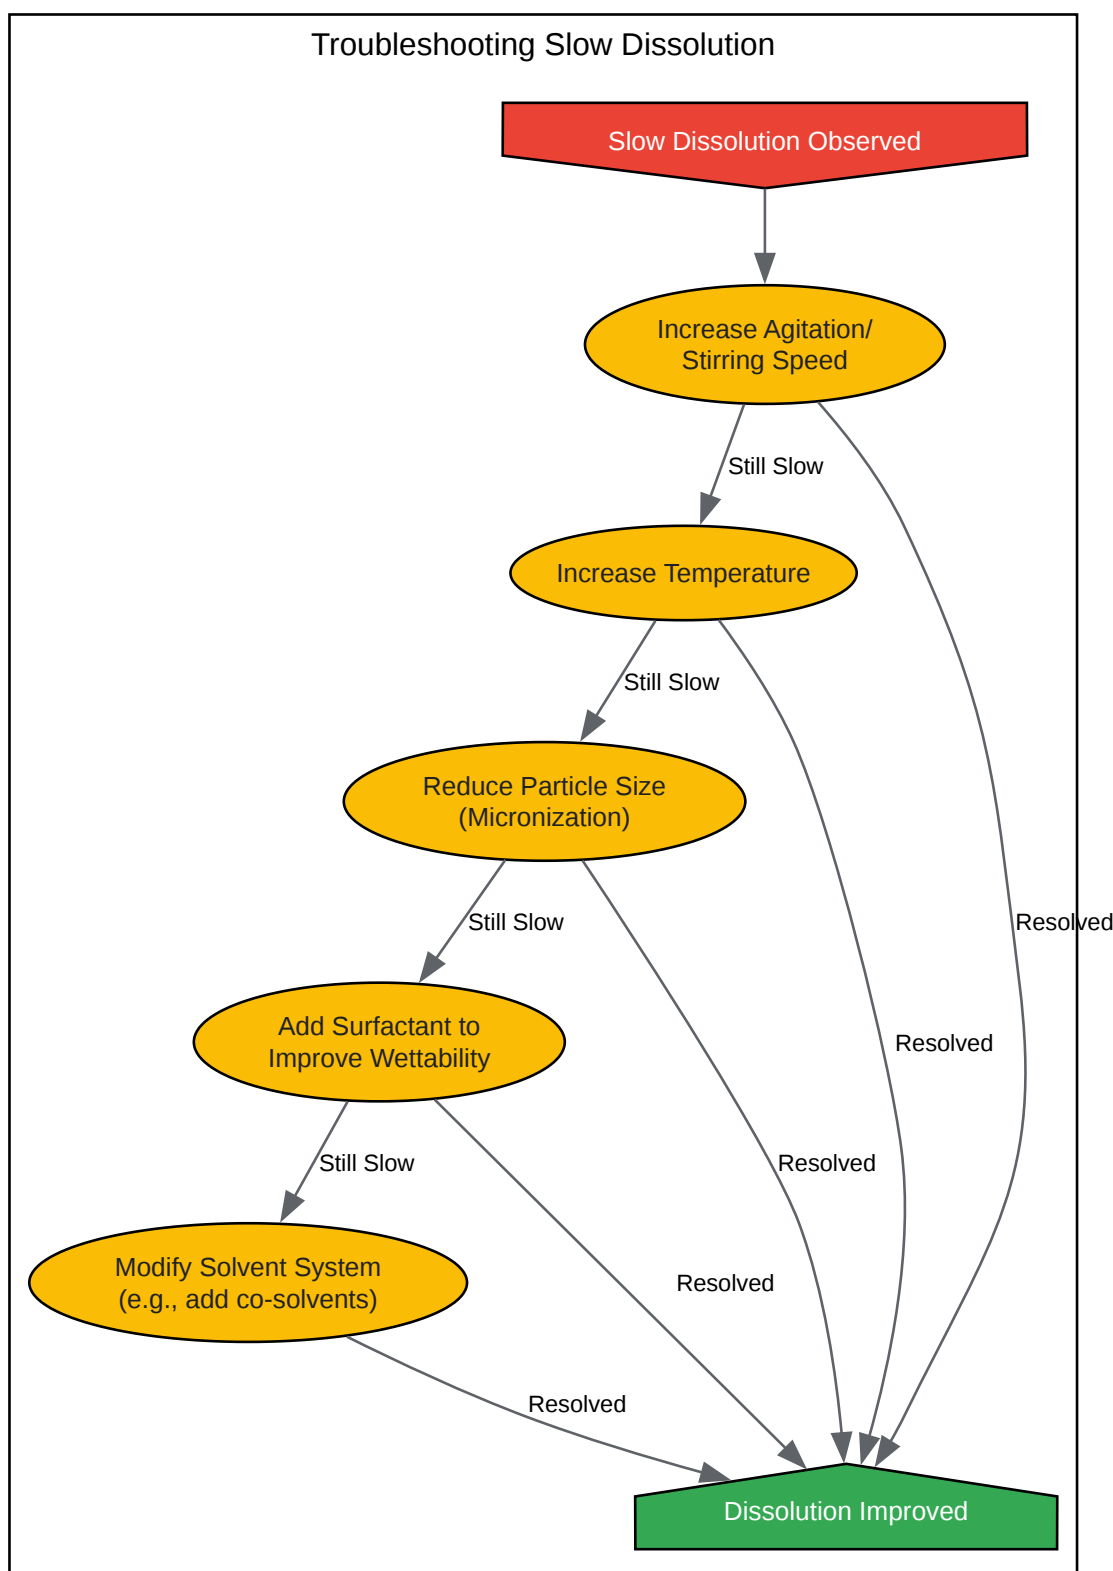 Troubleshooting Slow Dissolution
Slow Dissolution Observed
Increase Agitation/
Stirring Speed
Still Slow
Increase Temperature
Still Slow
Reduce Particle Size
(Micronization)
Still Slow
Resolved
Add Surfactant to
Improve Wettability
Resolved
Still Slow
Resolved
Modify Solvent System
(e.g., add co-solvents)
Resolved
Resolved
Dissolution Improved